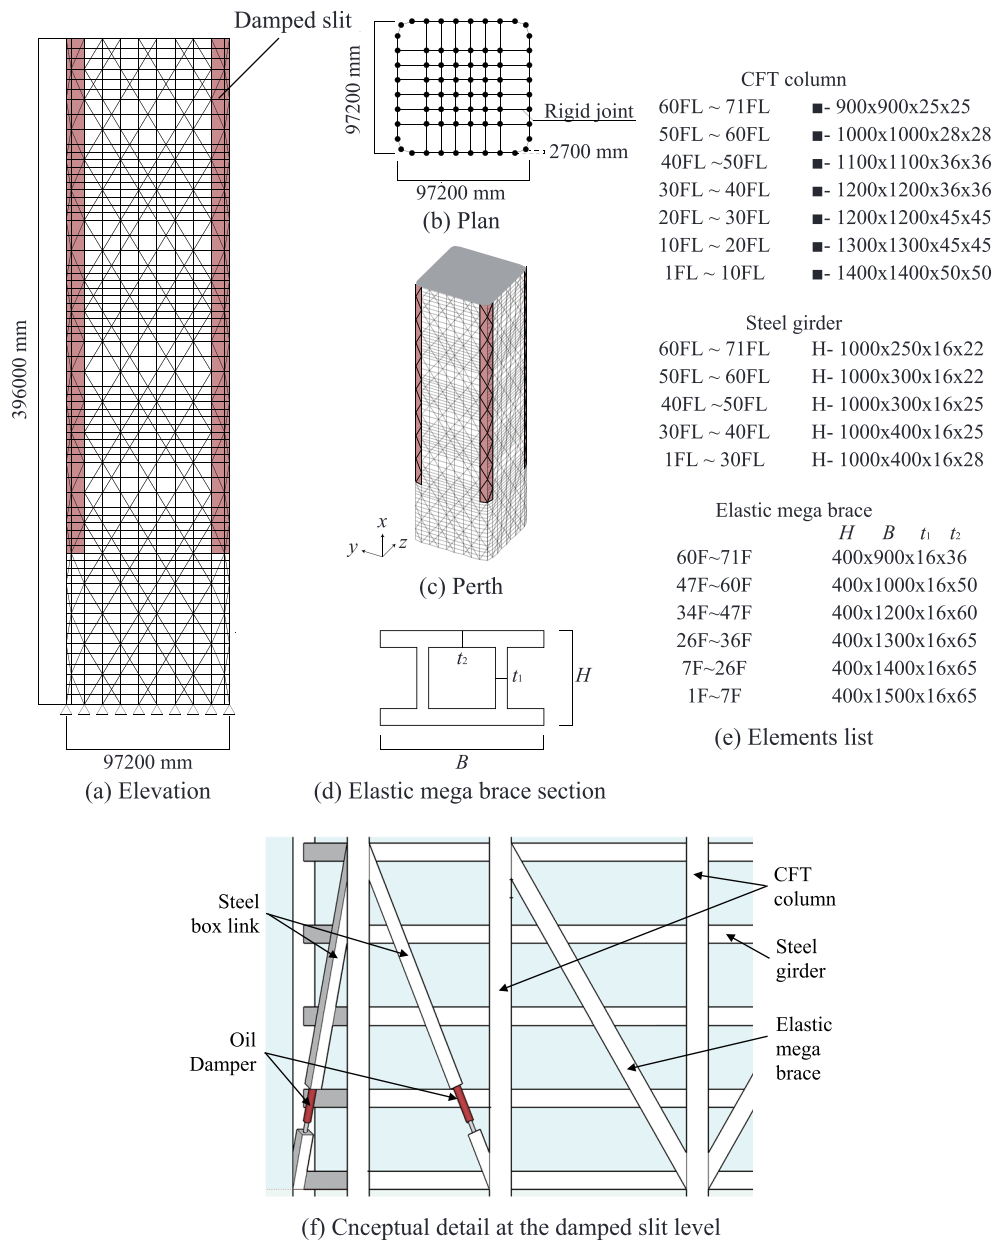 Damped slit
396000 mm
97200 mm
(a) Elevation
97200 mm
Rigid joint
2700 mm
97200 mm
(b) Plan
x
y
z
(c) Perth
t₂
t₁
H
B
(d) Elastic mega brace section
CFT column
60FL ~ 71FL ■- 900x900x25x25
50FL ~ 60FL ■- 1000x1000x28x28
40FL ~50FL ■- 1100x1100x36x36
30FL ~ 40FL ■- 1200x1200x36x36
20FL ~ 30FL ■- 1200x1200x45x45
10FL ~ 20FL ■- 1300x1300x45x45
1FL ~ 10FL ■- 1400x1400x50x50
Steel girder
60FL ~ 71FL H- 1000x250x16x22
50FL ~ 60FL H- 1000x300x16x22
40FL ~50FL H- 1000x300x16x25
30FL ~ 40FL H- 1000x400x16x25
1FL ~ 30FL H- 1000x400x16x28
Elastic mega brace
H B t₁ t₂
60F~71F 400x900x16x36
47F~60F 400x1000x16x50
34F~47F 400x1200x16x60
26F~36F 400x1300x16x65
7F~26F 400x1400x16x65
1F~7F 400x1500x16x65
(e) Elements list
Steel
box link
Oil
Damper
CFT
column
Steel
girder
Elastic
mega
brace
(f) Cnceptual detail at the damped slit level